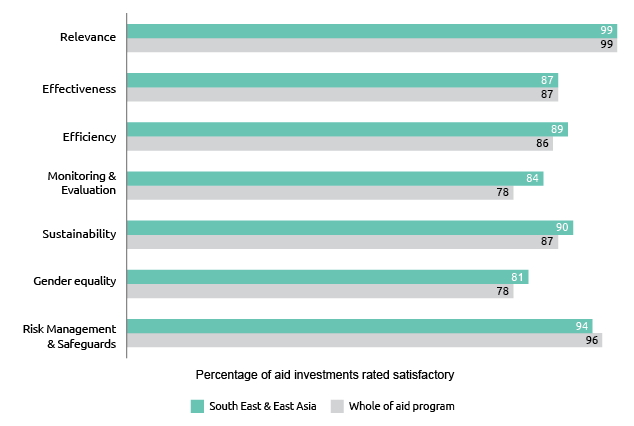 Relevance
99
99
Effectiveness
87
87
Efficiency
89
86
Monitoring &
Evaluation
84
78
Sustainability
90
87
Gender equality
81
78
Risk Management
& Safeguards
94
96
Percentage of aid investments rated satisfactory
South East & East Asia
Whole of aid program